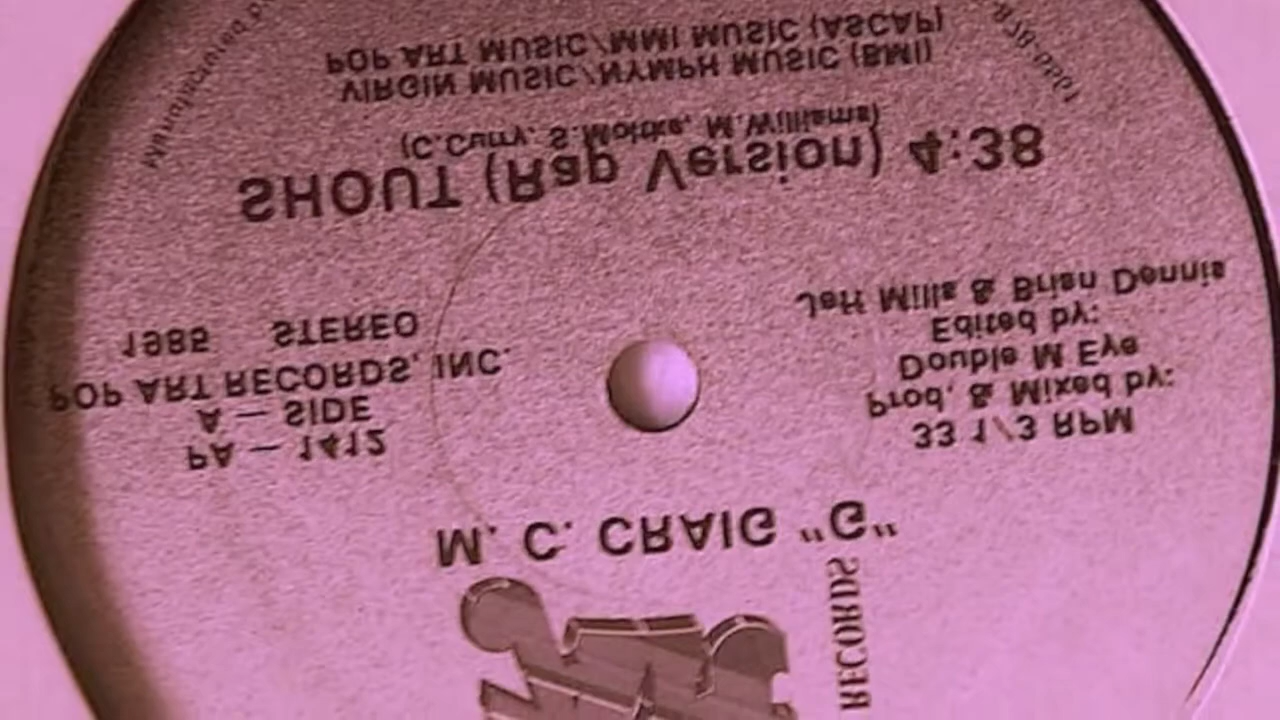 RECORDS
M. C. CRAIG "G"
PA — 1412
A — SIDE
POP ART RECORDS, INC.
1985 STEREO
33 1/3 RPM
Prod. & Mixed by:
Double M Eye
Edited by:
Jeff Mills & Brian Dennis
SHOUT (Rap Version) 4:38
(C.Curry, S.Moltke, M.Williams)
VIRGIN MUSIC/NYMPH MUSIC (BMI)
POP ART MUSIC/MMI MUSIC (ASCAP)
Manufactured